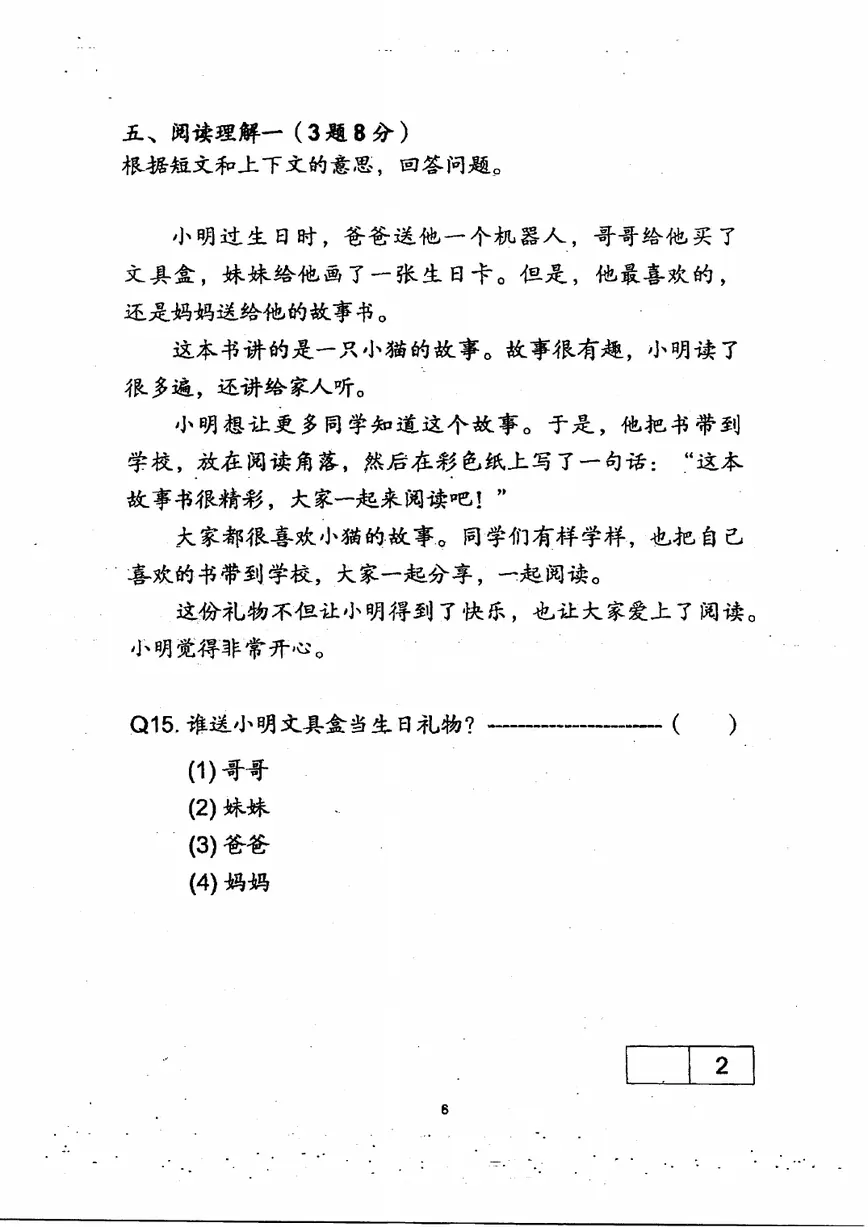 五、阅读理解一（3题8分）
根据短文和上下文的意思，回答问题。
小明过生日时，爸爸送他一个机器人，哥哥给他买了
文具盒，妹妹给他画了一张生日卡。但是，他最喜欢的，
还是妈妈送给他的故事书。
这本书讲的是一只小猫的故事。故事很有趣，小明读了
很多遍，还讲给家人听。
小明想让更多同学知道这个故事。于是，他把书带到
学校，放在阅读角落，然后在彩色纸上写了一句话：“这本
故事书很精彩，大家一起来阅读吧！”
大家都很喜欢小猫的故事。同学们有样学样，也把自己
喜欢的书带到学校，大家一起分享，一起阅读。
这份礼物不但让小明得到了快乐，也让大家爱上了阅读。
小明觉得非常开心。
Q15. 谁送小明文具盒当生日礼物？ ------------------------ (     )
(1) 哥哥
(2) 妹妹
(3) 爸爸
(4) 妈妈
2
6